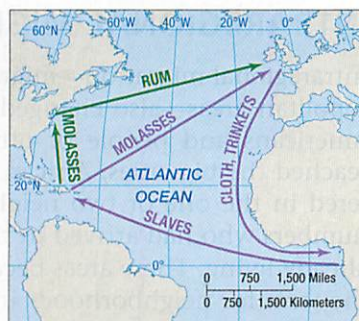 60°W
40°W
20°W
0°
60°N
RUM
MOLASSES
MOLASSES
CLOTH, TRINKETS
ATLANTIC
OCEAN
20°N
SLAVES
0°
0 750 1,500 Miles
0 750 1,500 Kilometers